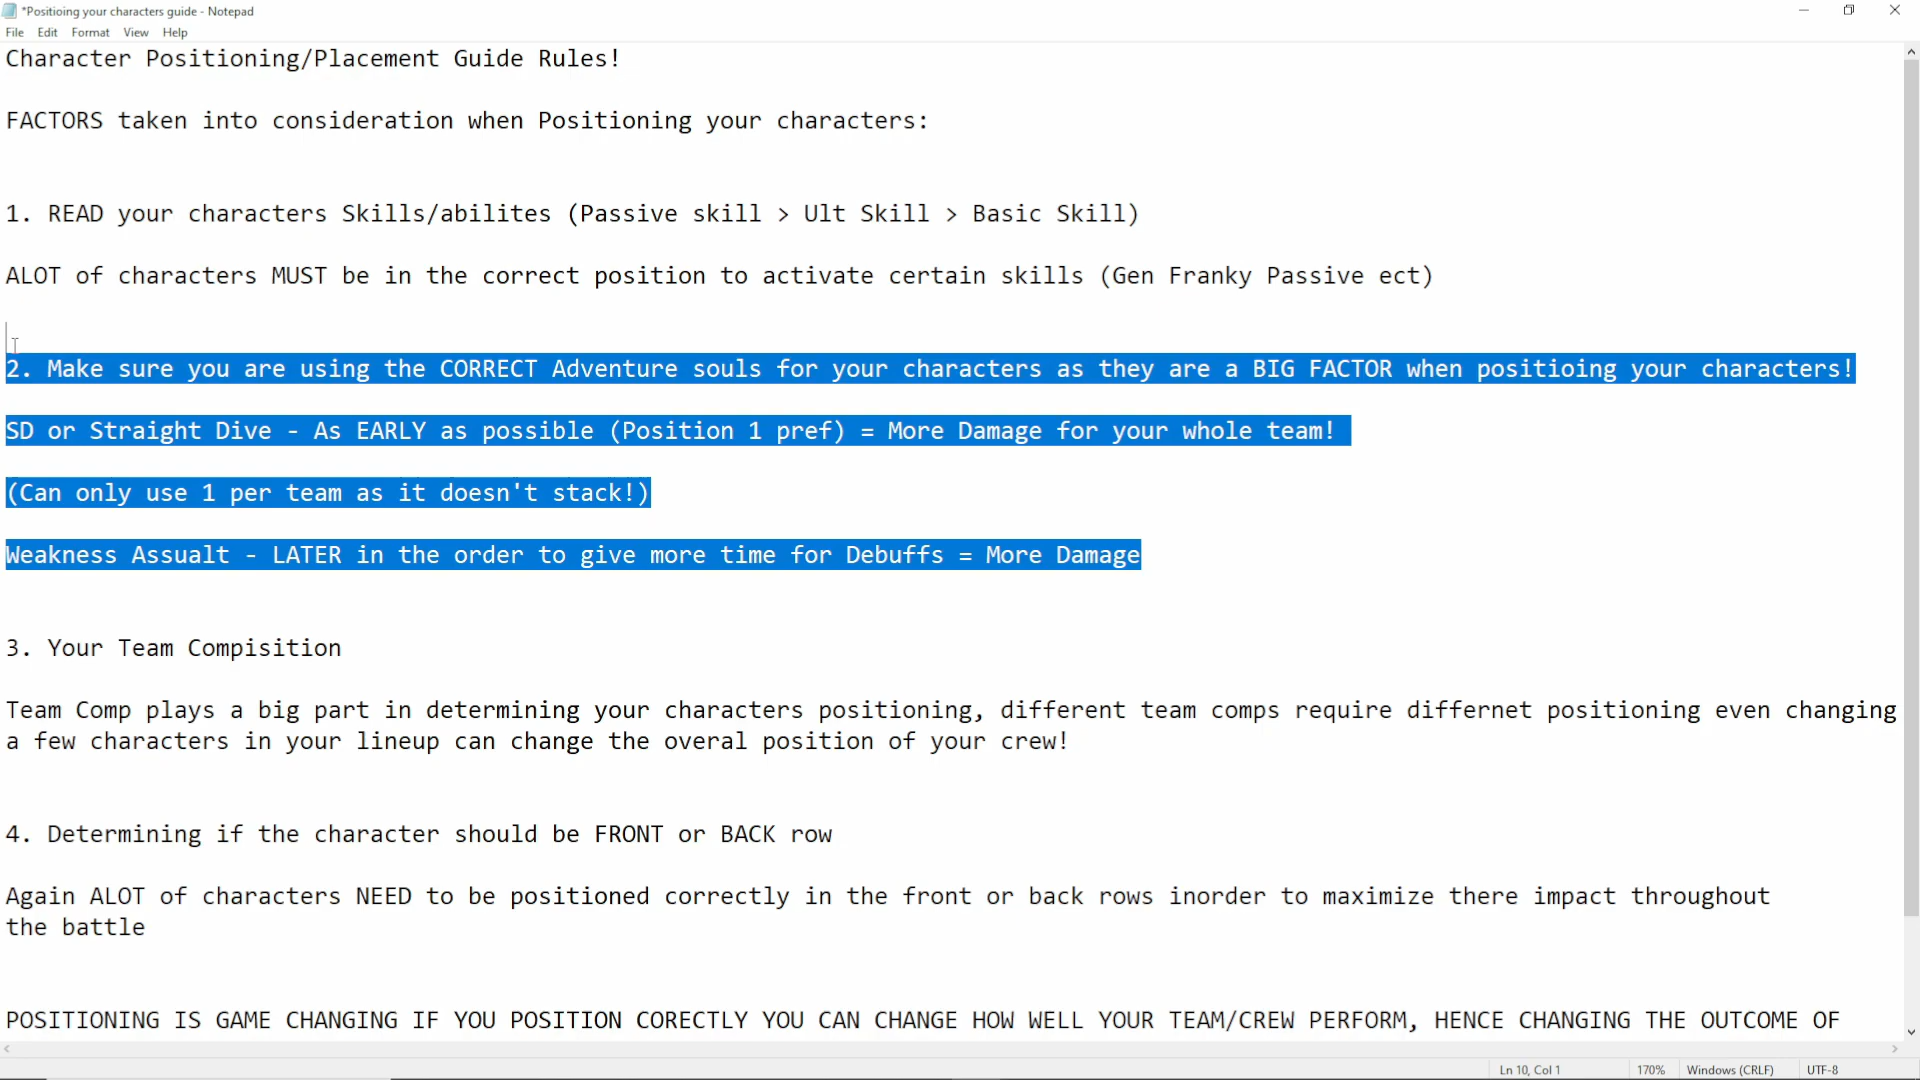 *Positioing your characters guide - Notepad
File Edit Format View Help
Character Positioning/Placement Guide Rules!
FACTORS taken into consideration when Positioning your characters:
1. READ your characters Skills/abilites (Passive skill > Ult Skill > Basic Skill)
ALOT of characters MUST be in the correct position to activate certain skills (Gen Franky Passive ect)
2. Make sure you are using the CORRECT Adventure souls for your characters as they are a BIG FACTOR when positioing your characters!
SD or Straight Dive - As EARLY as possible (Position 1 pref) = More Damage for your whole team!
(Can only use 1 per team as it doesn't stack!)
Weakness Assualt - LATER in the order to give more time for Debuffs = More Damage
3. Your Team Compisition
Team Comp plays a big part in determining your characters positioning, different team comps require differnet positioning even changing
a few characters in your lineup can change the overal position of your crew!
4. Determining if the character should be FRONT or BACK row
Again ALOT of characters NEED to be positioned correctly in the front or back rows inorder to maximize there impact throughout
the battle
POSITIONING IS GAME CHANGING IF YOU POSITION CORECTLY YOU CAN CHANGE HOW WELL YOUR TEAM/CREW PERFORM, HENCE CHANGING THE OUTCOME OF
Ln 10, Col 1 170% Windows (CRLF) UTF-8